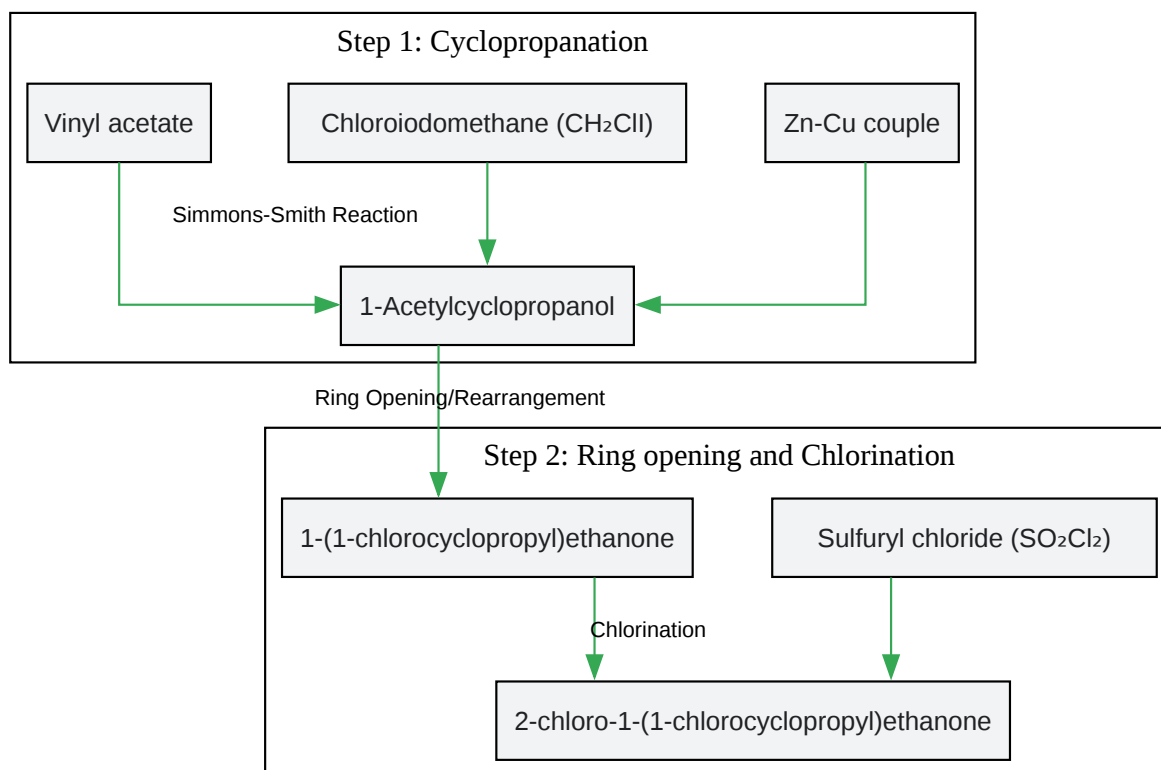 Step 1: Cyclopropanation
Vinyl acetate
Chloroiodomethane (CH₂ClI)
Zn-Cu couple
Simmons-Smith Reaction
1-Acetylcyclopropanol
Ring Opening/Rearrangement
Step 2: Ring opening and Chlorination
1-(1-chlorocyclopropyl)ethanone
Sulfuryl chloride (SO₂Cl₂)
Chlorination
2-chloro-1-(1-chlorocyclopropyl)ethanone